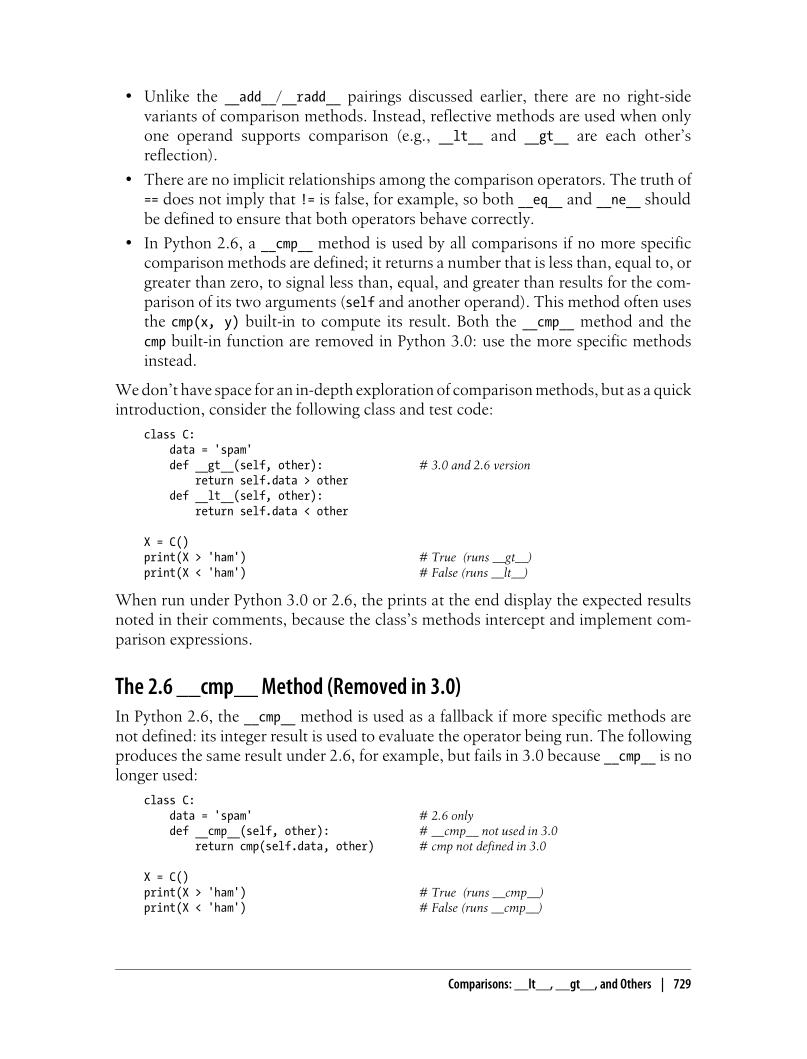 • Unlike the __add__/__radd__ pairings discussed earlier, there are no right-side
variants of comparison methods. Instead, reflective methods are used when only
one operand supports comparison (e.g., __lt__ and __gt__ are each other’s
reflection).
• There are no implicit relationships among the comparison operators. The truth of
== does not imply that != is false, for example, so both __eq__ and __ne__ should
be defined to ensure that both operators behave correctly.
• In Python 2.6, a __cmp__ method is used by all comparisons if no more specific
comparison methods are defined; it returns a number that is less than, equal to, or
greater than zero, to signal less than, equal, and greater than results for the com-
parison of its two arguments (self and another operand). This method often uses
the cmp(x, y) built-in to compute its result. Both the __cmp__ method and the
cmp built-in function are removed in Python 3.0: use the more specific methods
instead.
We don’t have space for an in-depth exploration of comparison methods, but as a quick
introduction, consider the following class and test code:
class C:
    data = 'spam'
    def __gt__(self, other):               # 3.0 and 2.6 version
        return self.data > other
    def __lt__(self, other):
        return self.data < other

X = C()
print(X > 'ham')                           # True (runs __gt__)
print(X < 'ham')                           # False (runs __lt__)
When run under Python 3.0 or 2.6, the prints at the end display the expected results
noted in their comments, because the class’s methods intercept and implement com-
parison expressions.
The 2.6 __cmp__ Method (Removed in 3.0)
In Python 2.6, the __cmp__ method is used as a fallback if more specific methods are
not defined: its integer result is used to evaluate the operator being run. The following
produces the same result under 2.6, for example, but fails in 3.0 because __cmp__ is no
longer used:
class C:
    data = 'spam'                          # 2.6 only
    def __cmp__(self, other):              # __cmp__ not used in 3.0
        return cmp(self.data, other)       # cmp not defined in 3.0

X = C()
print(X > 'ham')                           # True (runs __cmp__)
print(X < 'ham')                           # False (runs __cmp__)
Comparisons: __lt__, __gt__, and Others | 729